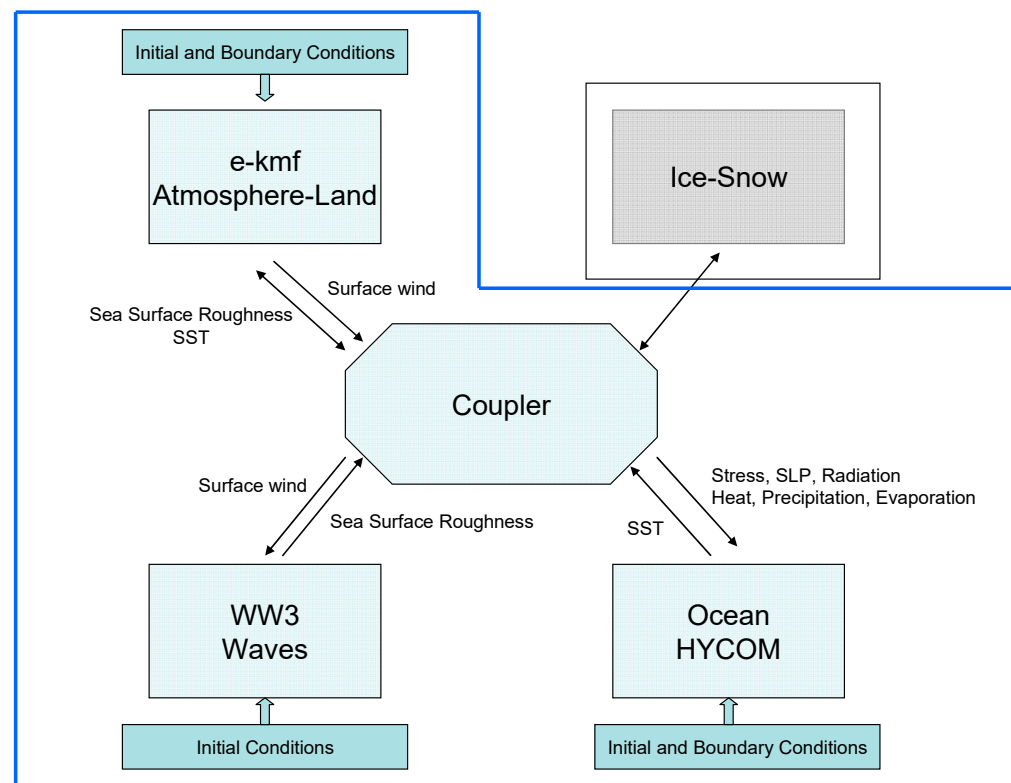 Initial and Boundary Conditions
e-kmf
Atmosphere-Land
Ice-Snow
Surface wind
Sea Surface Roughness
SST
Coupler
Surface wind
Sea Surface Roughness
Stress, SLP, Radiation
Heat, Precipitation, Evaporation
SST
WW3
Waves
Ocean
HYCOM
Initial Conditions
Initial and Boundary Conditions